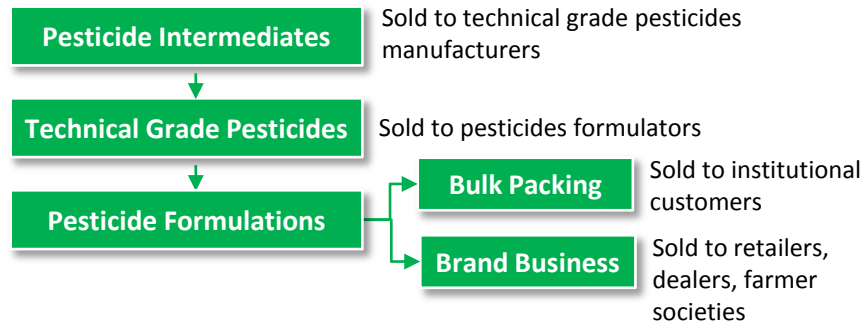 Pesticide Intermediates
Sold to technical grade pesticides
manufacturers
Technical Grade Pesticides
Sold to pesticides formulators
Pesticide Formulations
Bulk Packing
Sold to institutional
customers
Brand Business
Sold to retailers,
dealers, farmer
societies